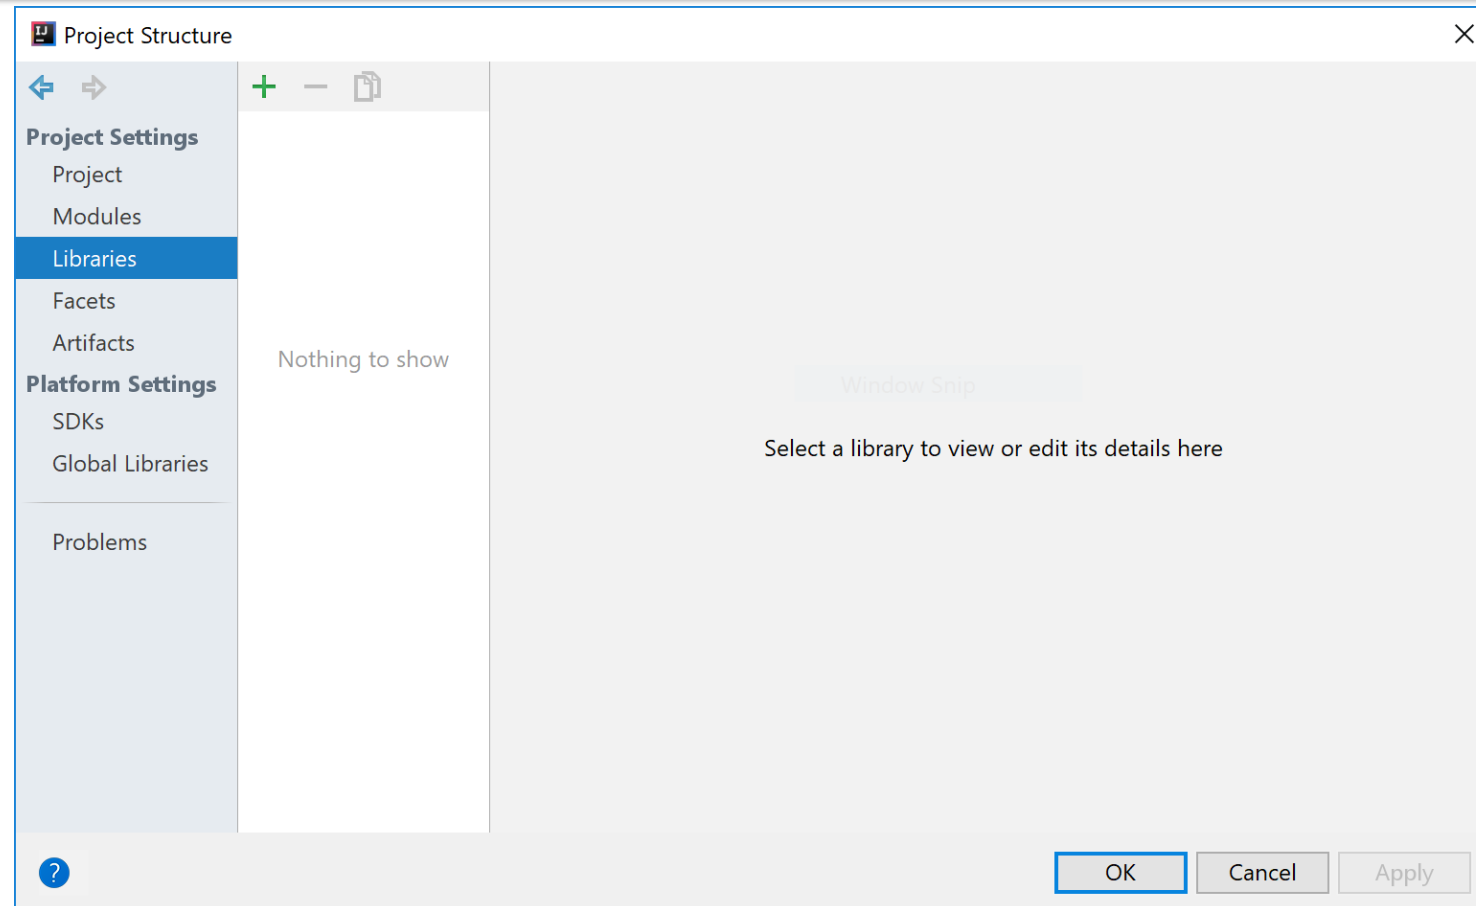 Project Structure
Project Settings
Project
Modules
Libraries
Facets
Artifacts
Platform Settings
SDKs
Global Libraries
Problems
Nothing to show
Window Snip
Select a library to view or edit its details here
?
OK
Cancel
Apply